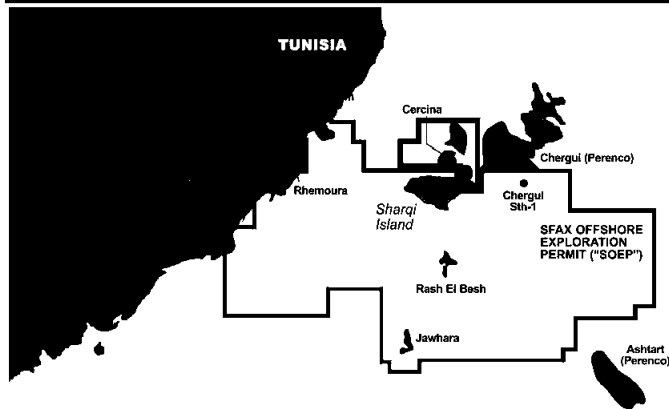 TUNISIA
Cercina
Chergui (Perenco)
Rhemoura
Chergui
Sth-1
Sharqi
Island
SFAX OFFSHORE
EXPLORATION
PERMIT ("SOEP")
Rash El Besh
Jawhara
Ashtart
(Perenco)